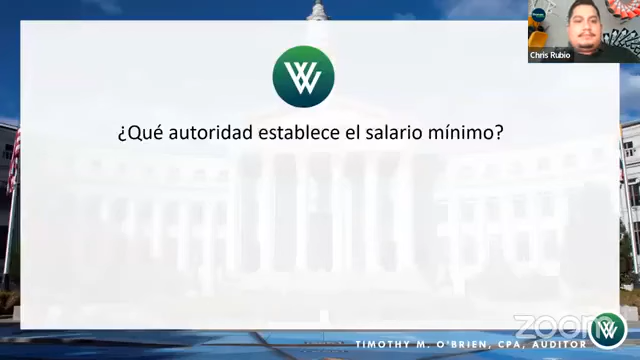 Chris Rubio
¿Qué autoridad establece el salario mínimo?
zoom
TIMOTHY M. O'BRIEN, CPA, AUDITOR